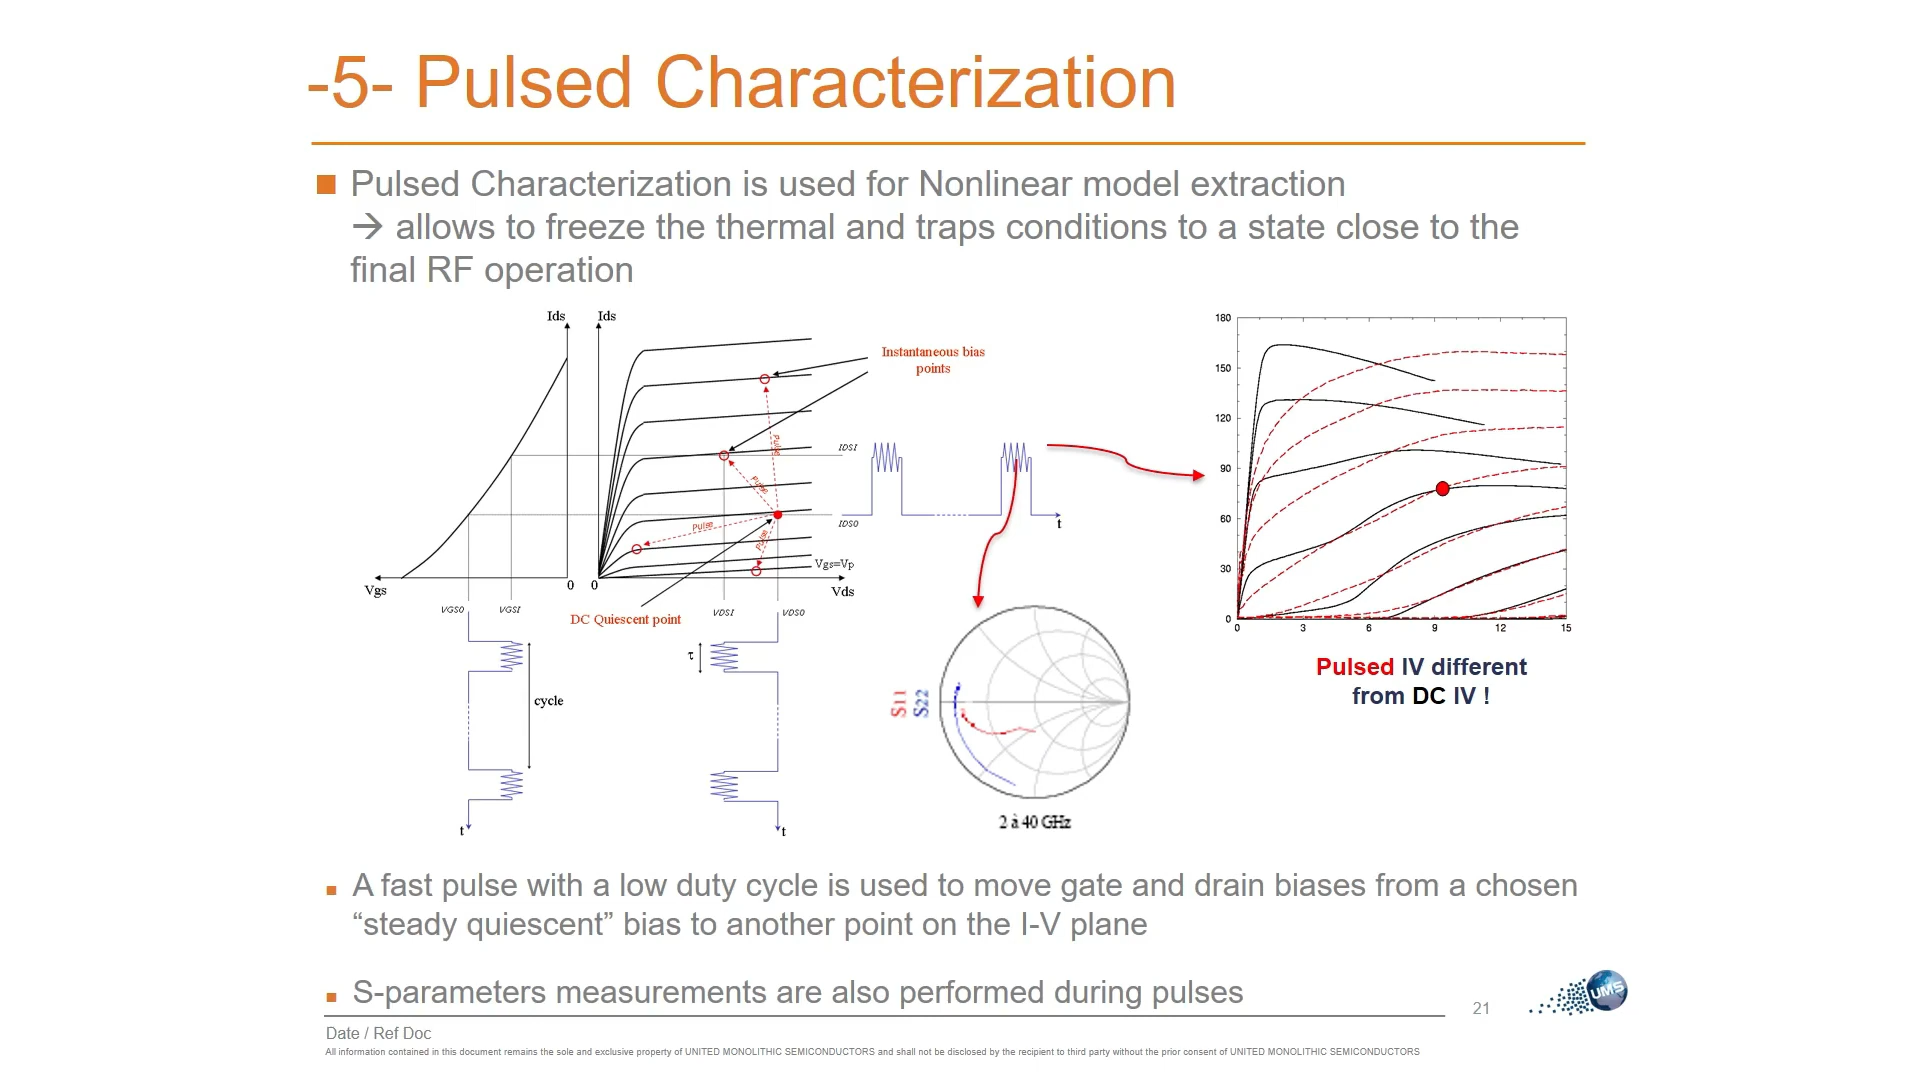 -5- Pulsed Characterization
Pulsed Characterization is used for Nonlinear model extraction
→ allows to freeze the thermal and traps conditions to a state close to the
final RF operation
Ids
Ids
Instantaneous bias
points
Pulse
Pulse
Pulse
Pulse
IDSI
IDS0
t
Vgs=Vp
Vgs
0
0
Vds
VGS0
VGSI
DC Quiescent point
VDSI
VDS0
τ
cycle
t
t
S11
S22
2 à 40 GHz
180
150
120
90
60
30
0
0
3
6
9
12
15
Pulsed IV different
from DC IV !
A fast pulse with a low duty cycle is used to move gate and drain biases from a chosen
“steady quiescent” bias to another point on the I-V plane
S-parameters measurements are also performed during pulses
21
UMS
Date / Ref Doc
All information contained in this document remains the sole and exclusive property of UNITED MONOLITHIC SEMICONDUCTORS and shall not be disclosed by the recipient to third party without the prior consent of UNITED MONOLITHIC SEMICONDUCTORS